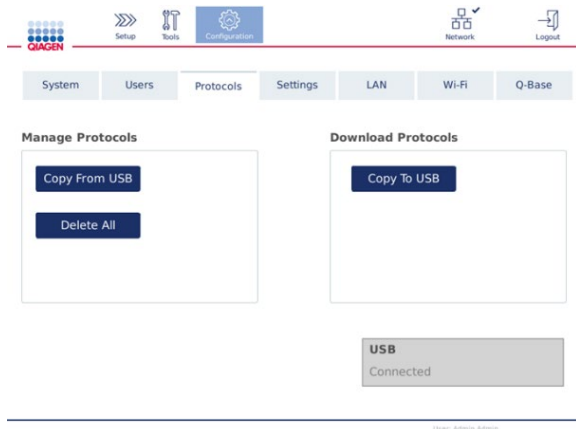 QIAGEN
Setup
Tools
Configuration
Network
Logout
System
Users
Protocols
Settings
LAN
Wi-Fi
Q-Base
Manage Protocols
Download Protocols
Copy From USB
Copy To USB
Delete All
USB
Connected